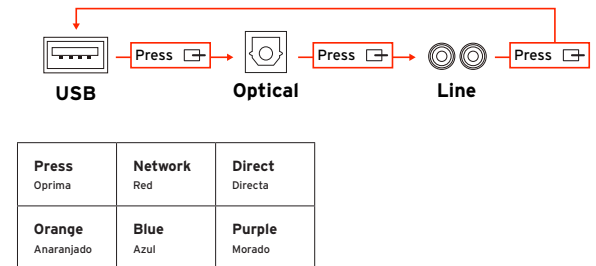 Press Press Press
USB Optical Line
Press Network Direct
Oprima Red Directa
Orange Blue Purple
Anaranjado Azul Morado